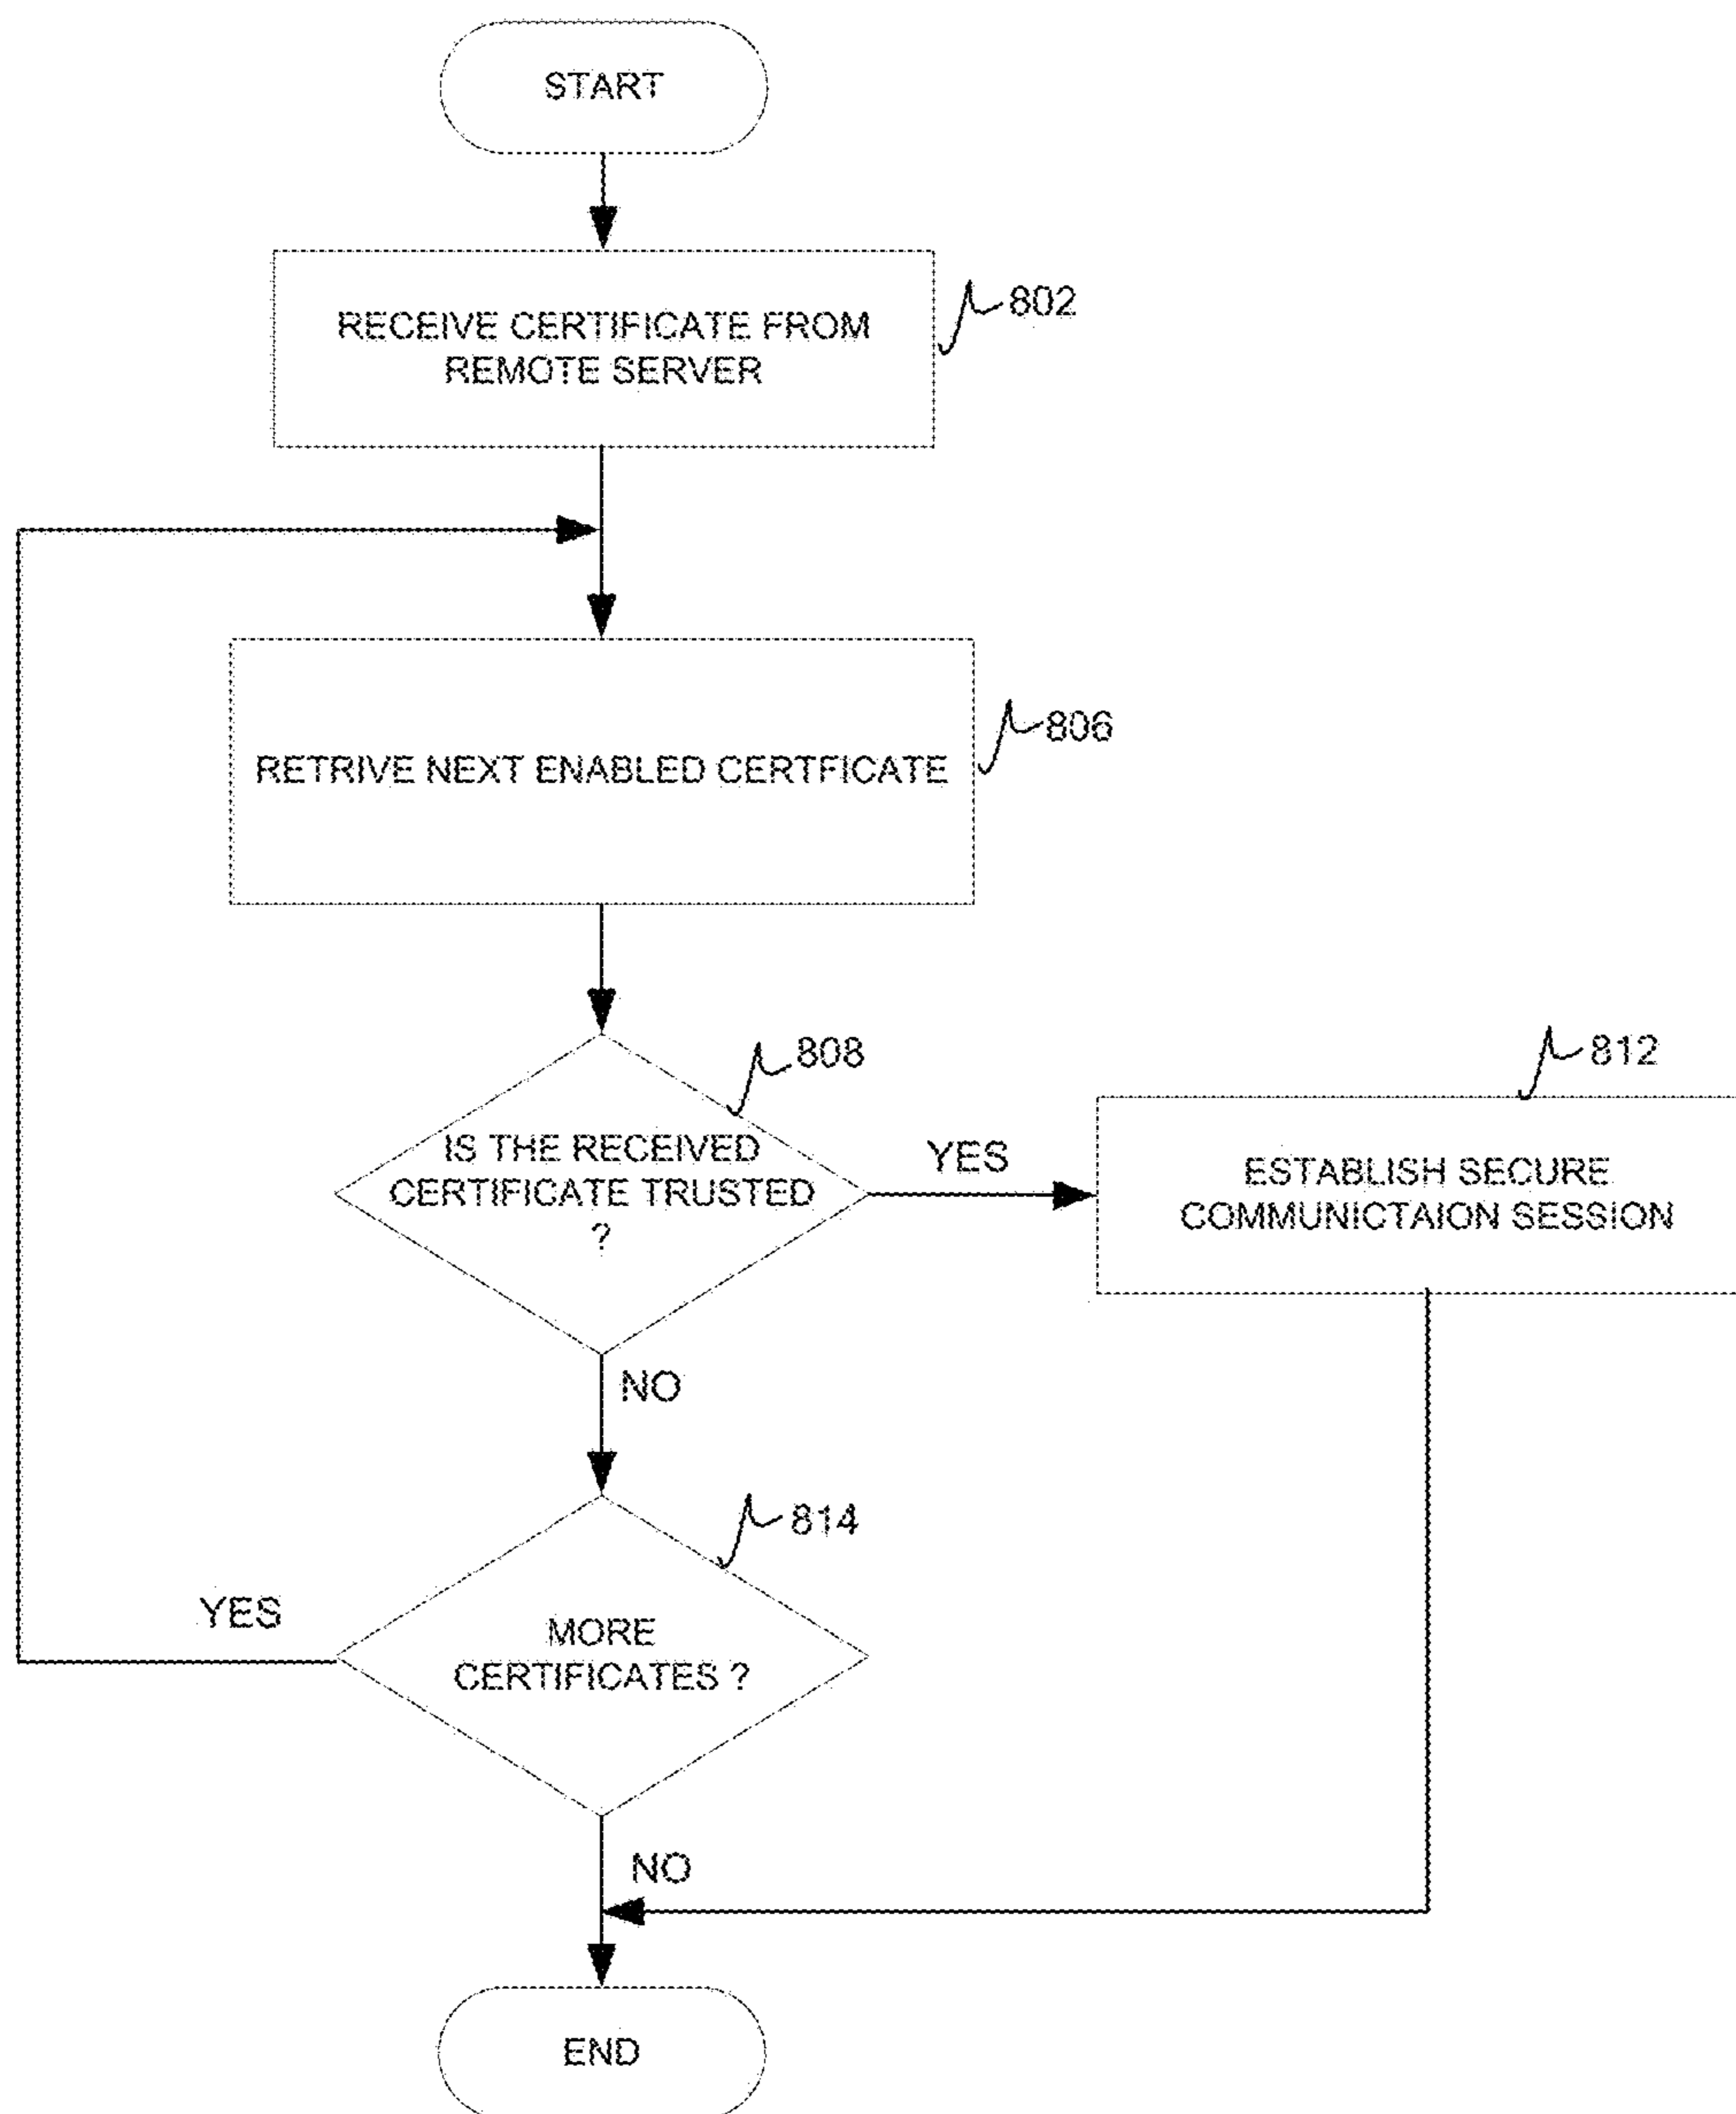 START
RECEIVE CERTIFICATE FROM
REMOTE SERVER
802
RETRIVE NEXT ENABLED CERTFICATE
806
IS THE RECEIVED
CERTIFICATE TRUSTED
?
808
YES
ESTABLISH SECURE
COMMUNICTAION SESSION
812
NO
MORE
CERTIFICATES ?
814
YES
NO
END